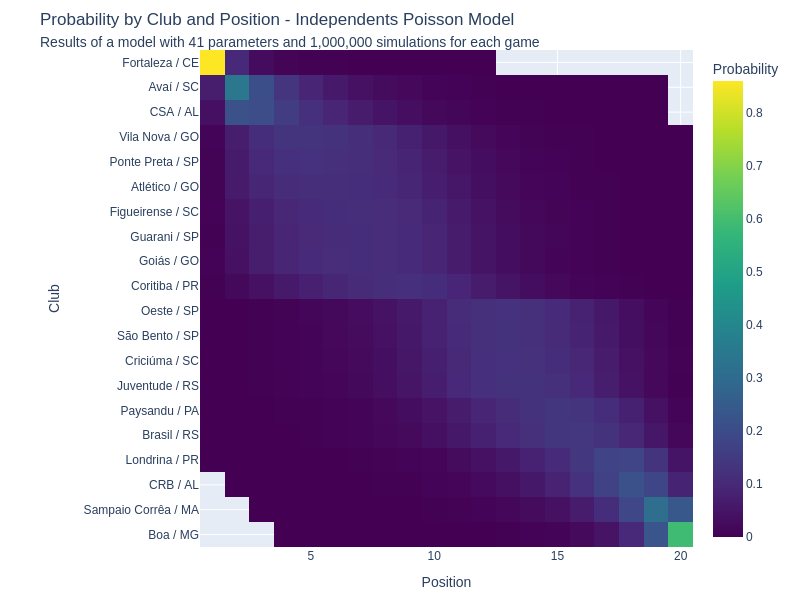 Probability by Club and Position - Independents Poisson Model
Results of a model with 41 parameters and 1,000,000 simulations for each game
Fortaleza / CE
Avaí / SC
CSA / AL
Vila Nova / GO
Ponte Preta / SP
Atlético / GO
Figueirense / SC
Guarani / SP
Goiás / GO
Coritiba / PR
Oeste / SP
São Bento / SP
Criciúma / SC
Juventude / RS
Paysandu / PA
Brasil / RS
Londrina / PR
CRB / AL
Sampaio Corrêa / MA
Boa / MG
Club
5
10
15
20
Position
Probability
0.8
0.7
0.6
0.5
0.4
0.3
0.2
0.1
0